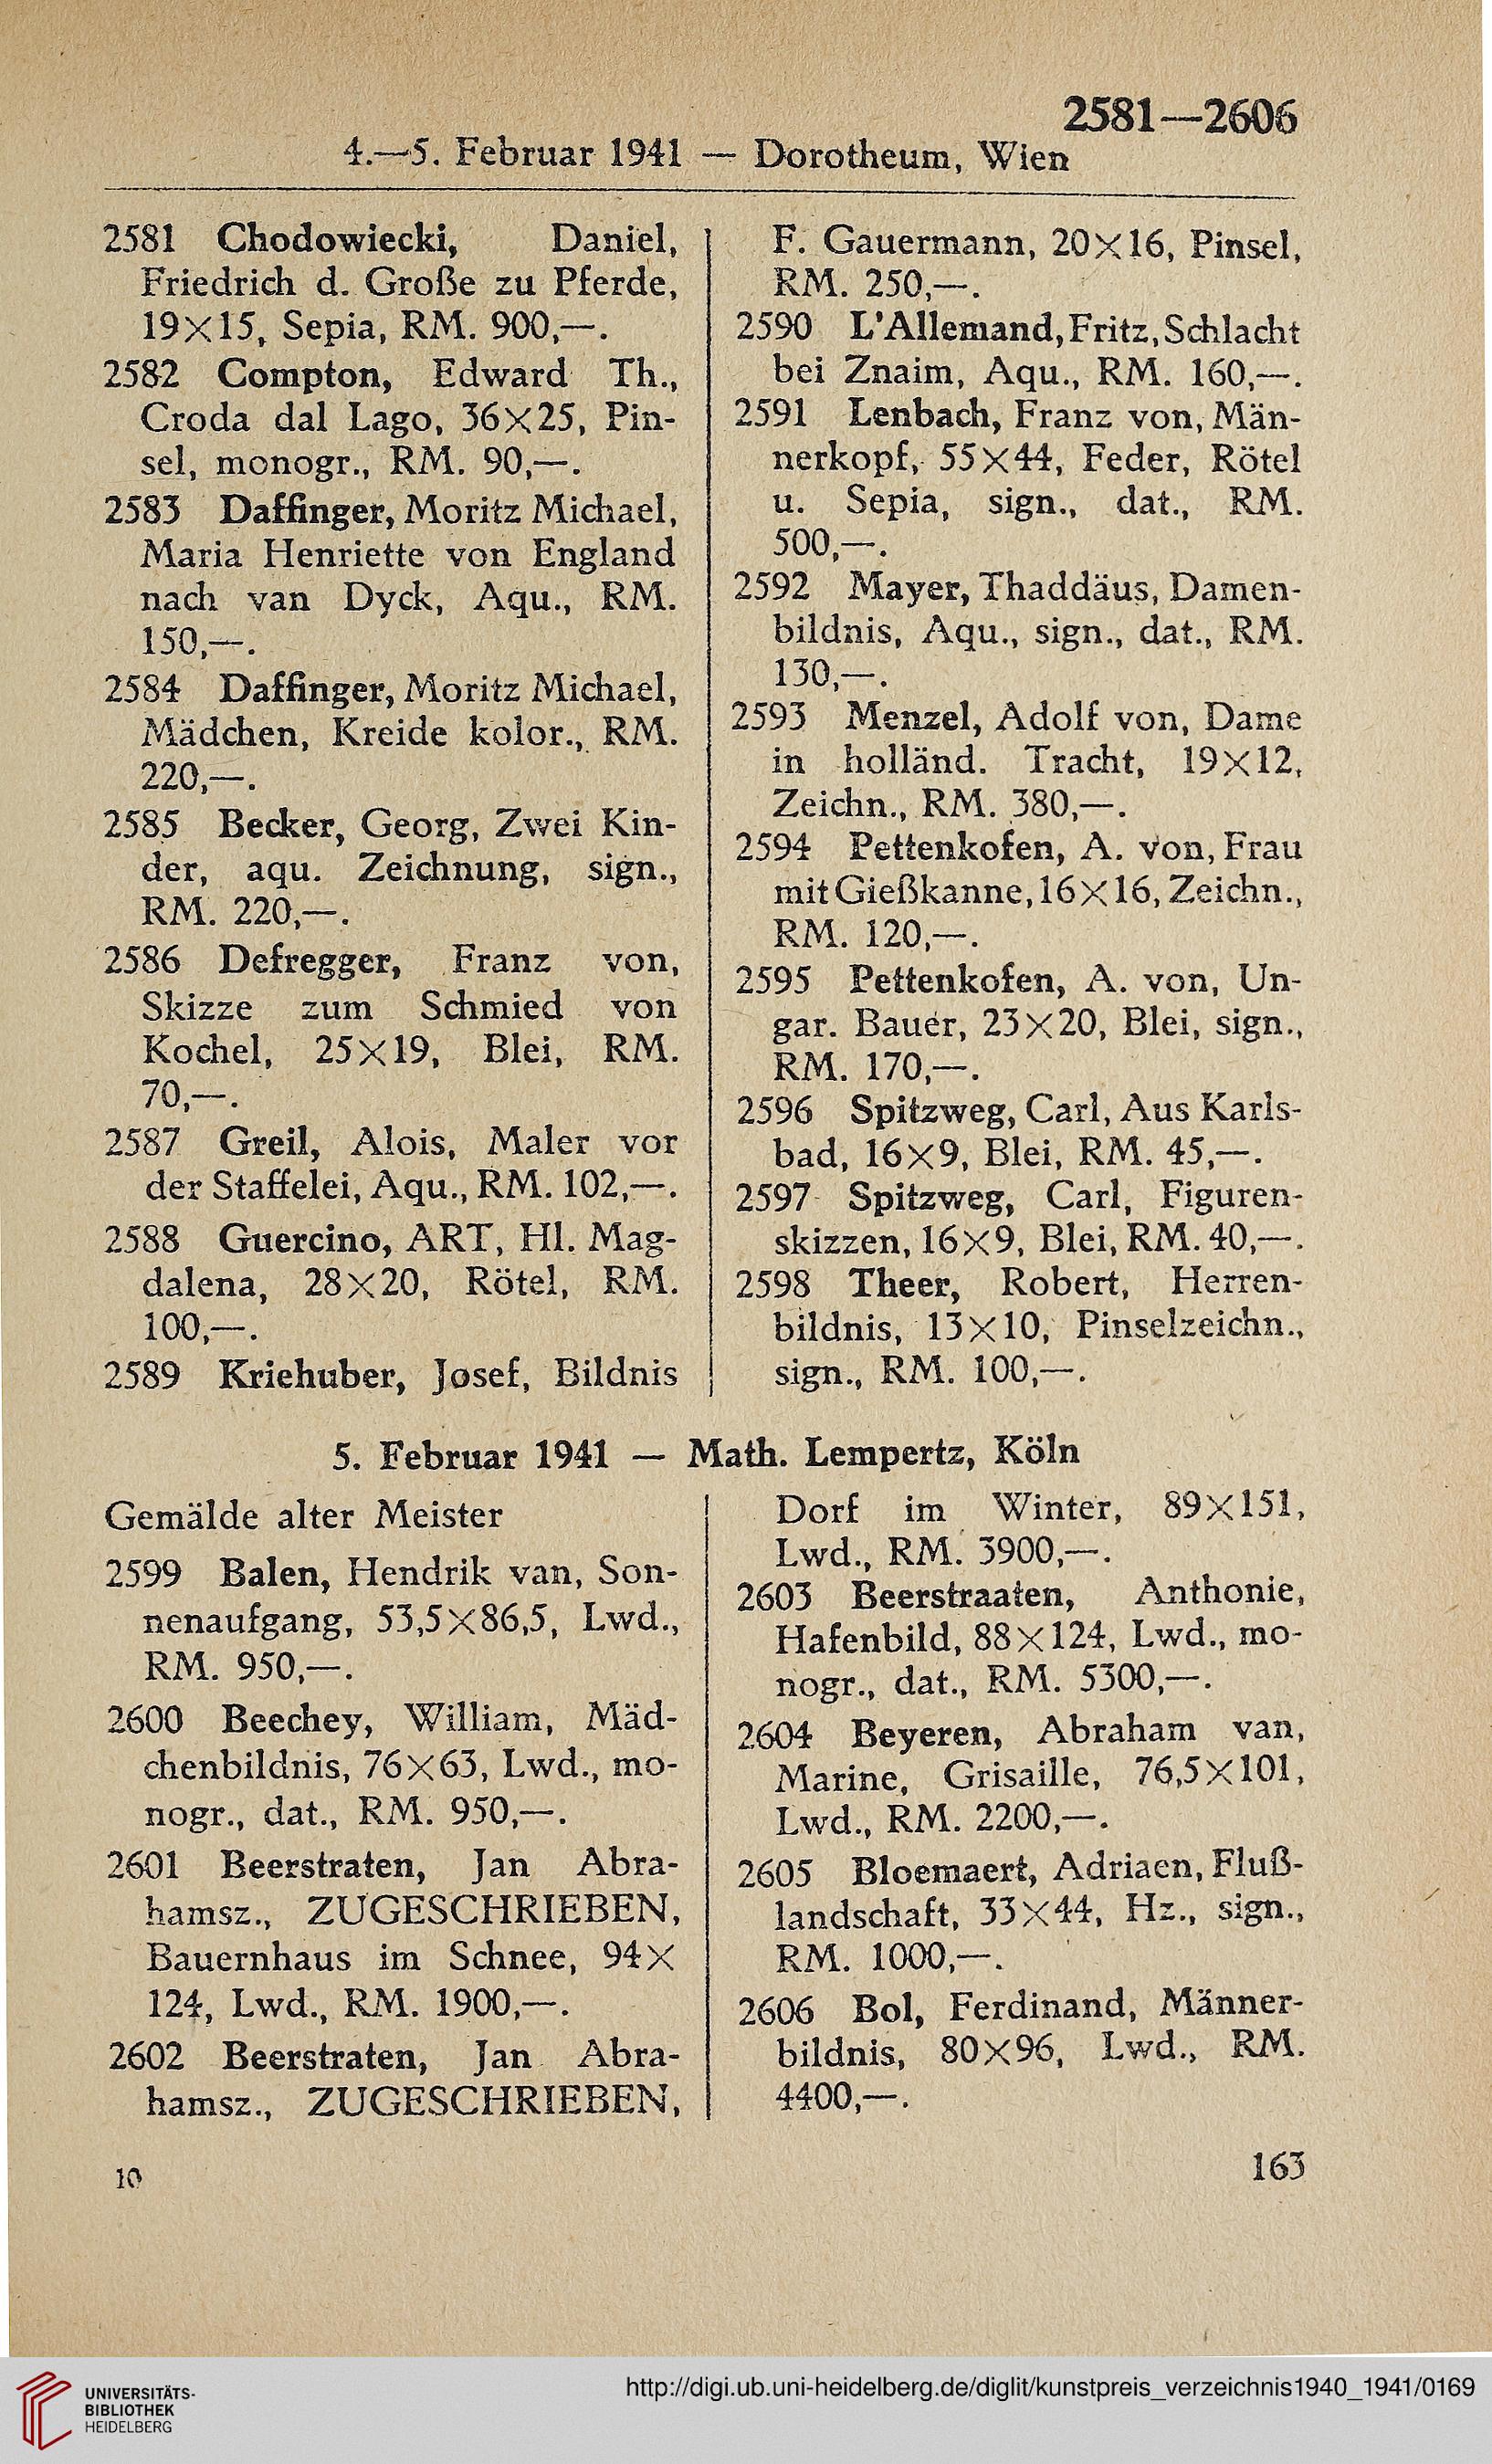 2581—2606
4.—5. Februar 1941 — Dorotheum, Wien
2581 Chodowiecki, Daniel,
Friedrich d. Große zu Pferde,
19×15, Sepia, RM. 900,—.
2582 Compton, Edward Th.,
Croda dal Lago, 36×25, Pin-
sel, monogr., RM. 90,—.
2583 Daffinger, Moritz Michael,
Maria Henriette von England
nach van Dyck, Aqu., RM.
150,—.
2584 Daffinger, Moritz Michael,
Mädchen, Kreide kolor., RM.
220,—.
2585 Becker, Georg, Zwei Kin-
der, aqu. Zeichnung, sign.,
RM. 220,—.
2586 Defregger, Franz von,
Skizze zum Schmied von
Kochel, 25×19, Blei, RM.
70,—.
2587 Greil, Alois, Maler vor
der Staffelei, Aqu., RM. 102,—.
2588 Guercino, ART, Hl. Mag-
dalena, 28×20, Rötel, RM.
100,—.
2589 Kriehuber, Josef, Bildnis
F. Gauermann, 20×16, Pinsel,
RM. 250,—.
2590 L'Allemand, Fritz, Schlacht
bei Znaim, Aqu., RM. 160,—.
2591 Lenbach, Franz von, Män-
nerkopf, 55×44, Feder, Rötel
u. Sepia, sign., dat., RM.
500,—.
2592 Mayer, Thaddäus, Damen-
bildnis, Aqu., sign., dat., RM.
130,—.
2593 Menzel, Adolf von, Dame
in holländ. Tracht, 19×12,
Zeichn., RM. 380,—.
2594 Pettenkofen, A. von, Frau
mit Gießkanne, 16×16, Zeichn.,
RM. 120,—.
2595 Pettenkofen, A. von, Un-
gar. Bauer, 23×20, Blei, sign.,
RM. 170,—.
2596 Spitzweg, Carl, Aus Karls-
bad, 16×9, Blei, RM. 45,—.
2597 Spitzweg, Carl, Figuren-
skizzen, 16×9, Blei, RM. 40,—.
2598 Theer, Robert, Herren-
bildnis, 13×10, Pinselzeichn.,
sign., RM. 100,—.
5. Februar 1941 — Math. Lempertz, Köln
Gemälde alter Meister
2599 Balen, Hendrik van, Son-
nenaufgang, 53,5×86,5, Lwd.,
RM. 950,—.
2600 Beechey, William, Mäd-
chenbildnis, 76×63, Lwd., mo-
nogr., dat., RM. 950,—.
2601 Beerstraten, Jan Abra-
hamsz., ZUGESCHRIEBEN,
Bauernhaus im Schnee, 94×
124, Lwd., RM. 1900,—.
2602 Beerstraten, Jan Abra-
hamsz., ZUGESCHRIEBEN,
Dorf im Winter, 89×151,
Lwd., RM. 3900,—.
2603 Beerstraaten, Anthonie,
Hafenbild, 88×124, Lwd., mo-
nogr., dat., RM. 5300,—.
2604 Beyeren, Abraham van,
Marine, Grisaille, 76,5×101,
Lwd., RM. 2200,—.
2605 Bloemaert, Adriaen, Fluß-
landschaft, 33×44, Hz., sign.,
RM. 1000,—.
2606 Bol, Ferdinand, Männer-
bildnis, 80×96, Lwd., RM.
4400,—.
10
163
UNIVERSITÄTS-
BIBLIOTHEK
HEIDELBERG
http://digi.ub.uni-heidelberg.de/diglit/kunstpreis_verzeichnis1940_1941/0169